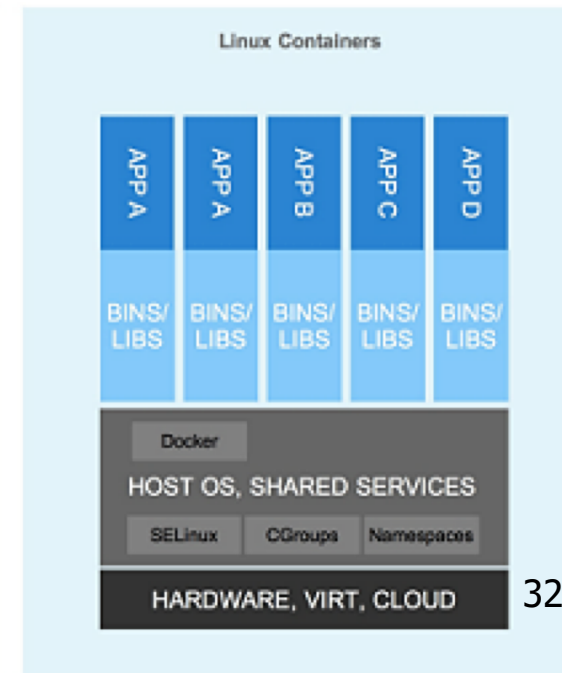 Linux Containers
APP A
APP A
APP B
APP C
APP D
BINS/
LIBS
BINS/
LIBS
BINS/
LIBS
BINS/
LIBS
BINS/
LIBS
Docker
HOST OS, SHARED SERVICES
SELinux
CGroups
Namespaces
HARDWARE, VIRT, CLOUD
32